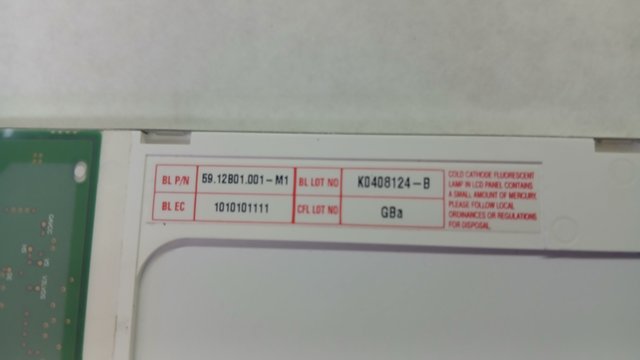 BL P/N 59.12B01.001-M1 BL LOT NO K0408124-B
BL EC 1010101111 CFL LOT NO GBa
COLD CATHODE FLUORESCENT
LAMP IN LCD PANEL CONTAINS
A SMALL AMOUNT OF MERCURY,
PLEASE FOLLOW LOCAL
ORDINANCES OR REGULATIONS
FOR DISPOSAL.